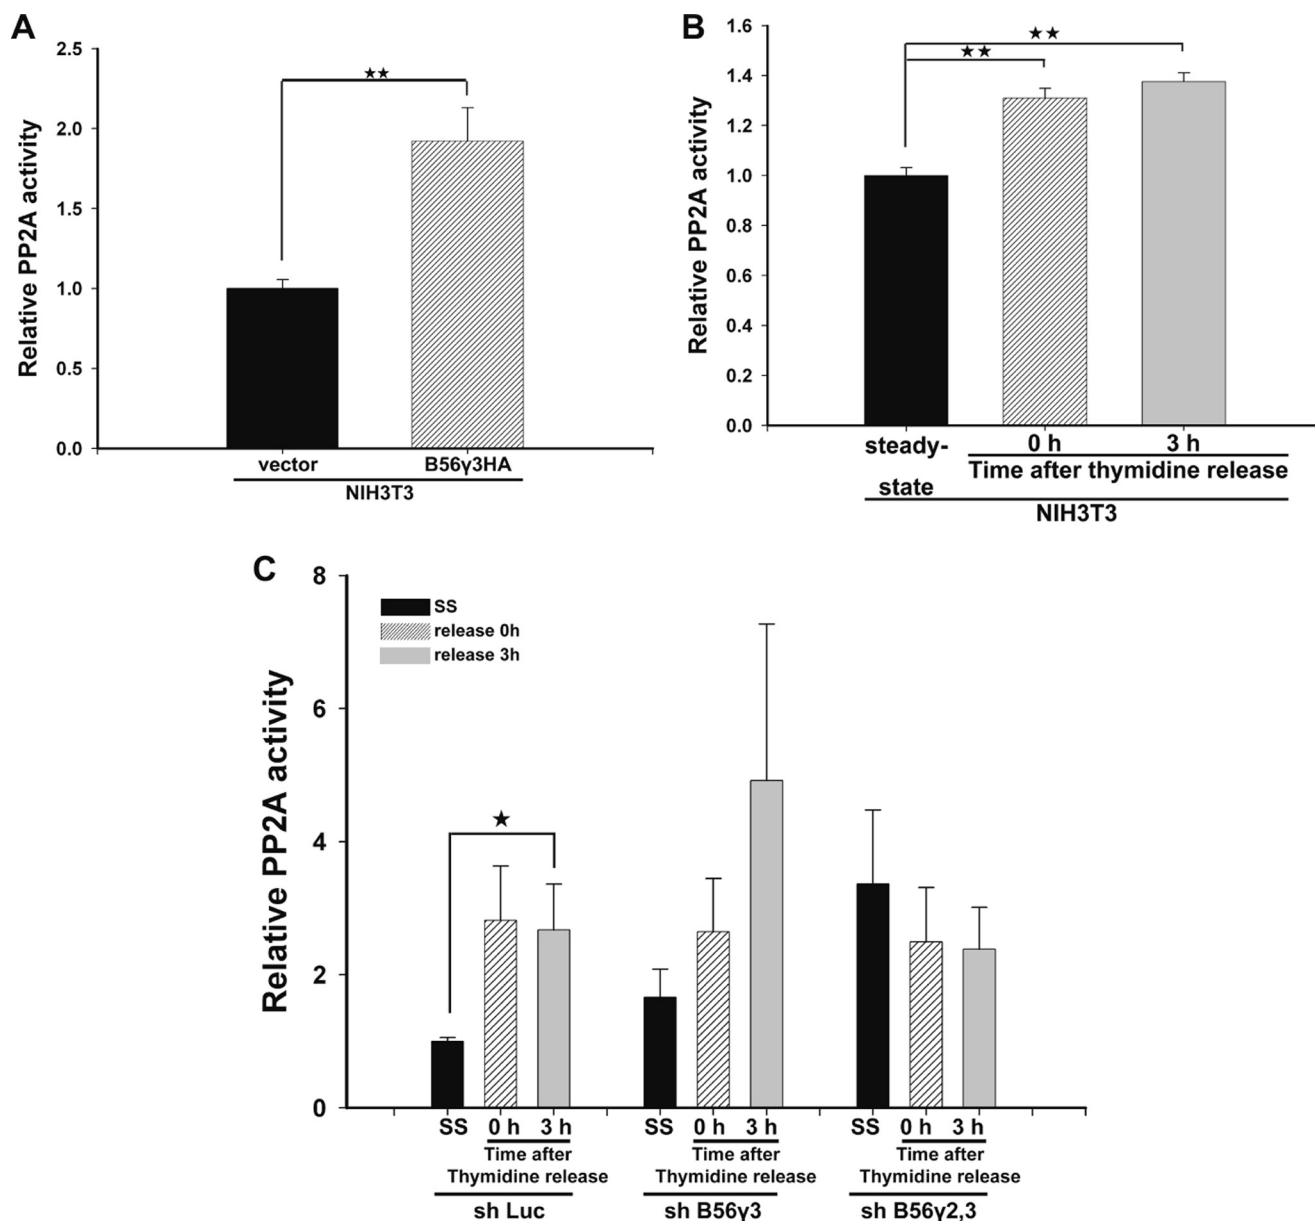 A
Relative PP2A activity
2.5
2.0
1.5
1.0
0.5
0.0
★★
vector B56γ3HA
NIH3T3
B
Relative PP2A activity
1.6
1.4
1.2
1.0
0.8
0.6
0.4
0.2
0.0
★★
★★
steady-
state
0 h 3 h
Time after thymidine release
NIH3T3
C
Relative PP2A activity
8
6
4
2
0
SS
release 0h
release 3h
★
SS 0 h 3 h
Time after
Thymidine release
sh Luc
SS 0 h 3 h
Time after
Thymidine release
sh B56γ3
SS 0 h 3 h
Time after
Thymidine release
sh B56γ2,3